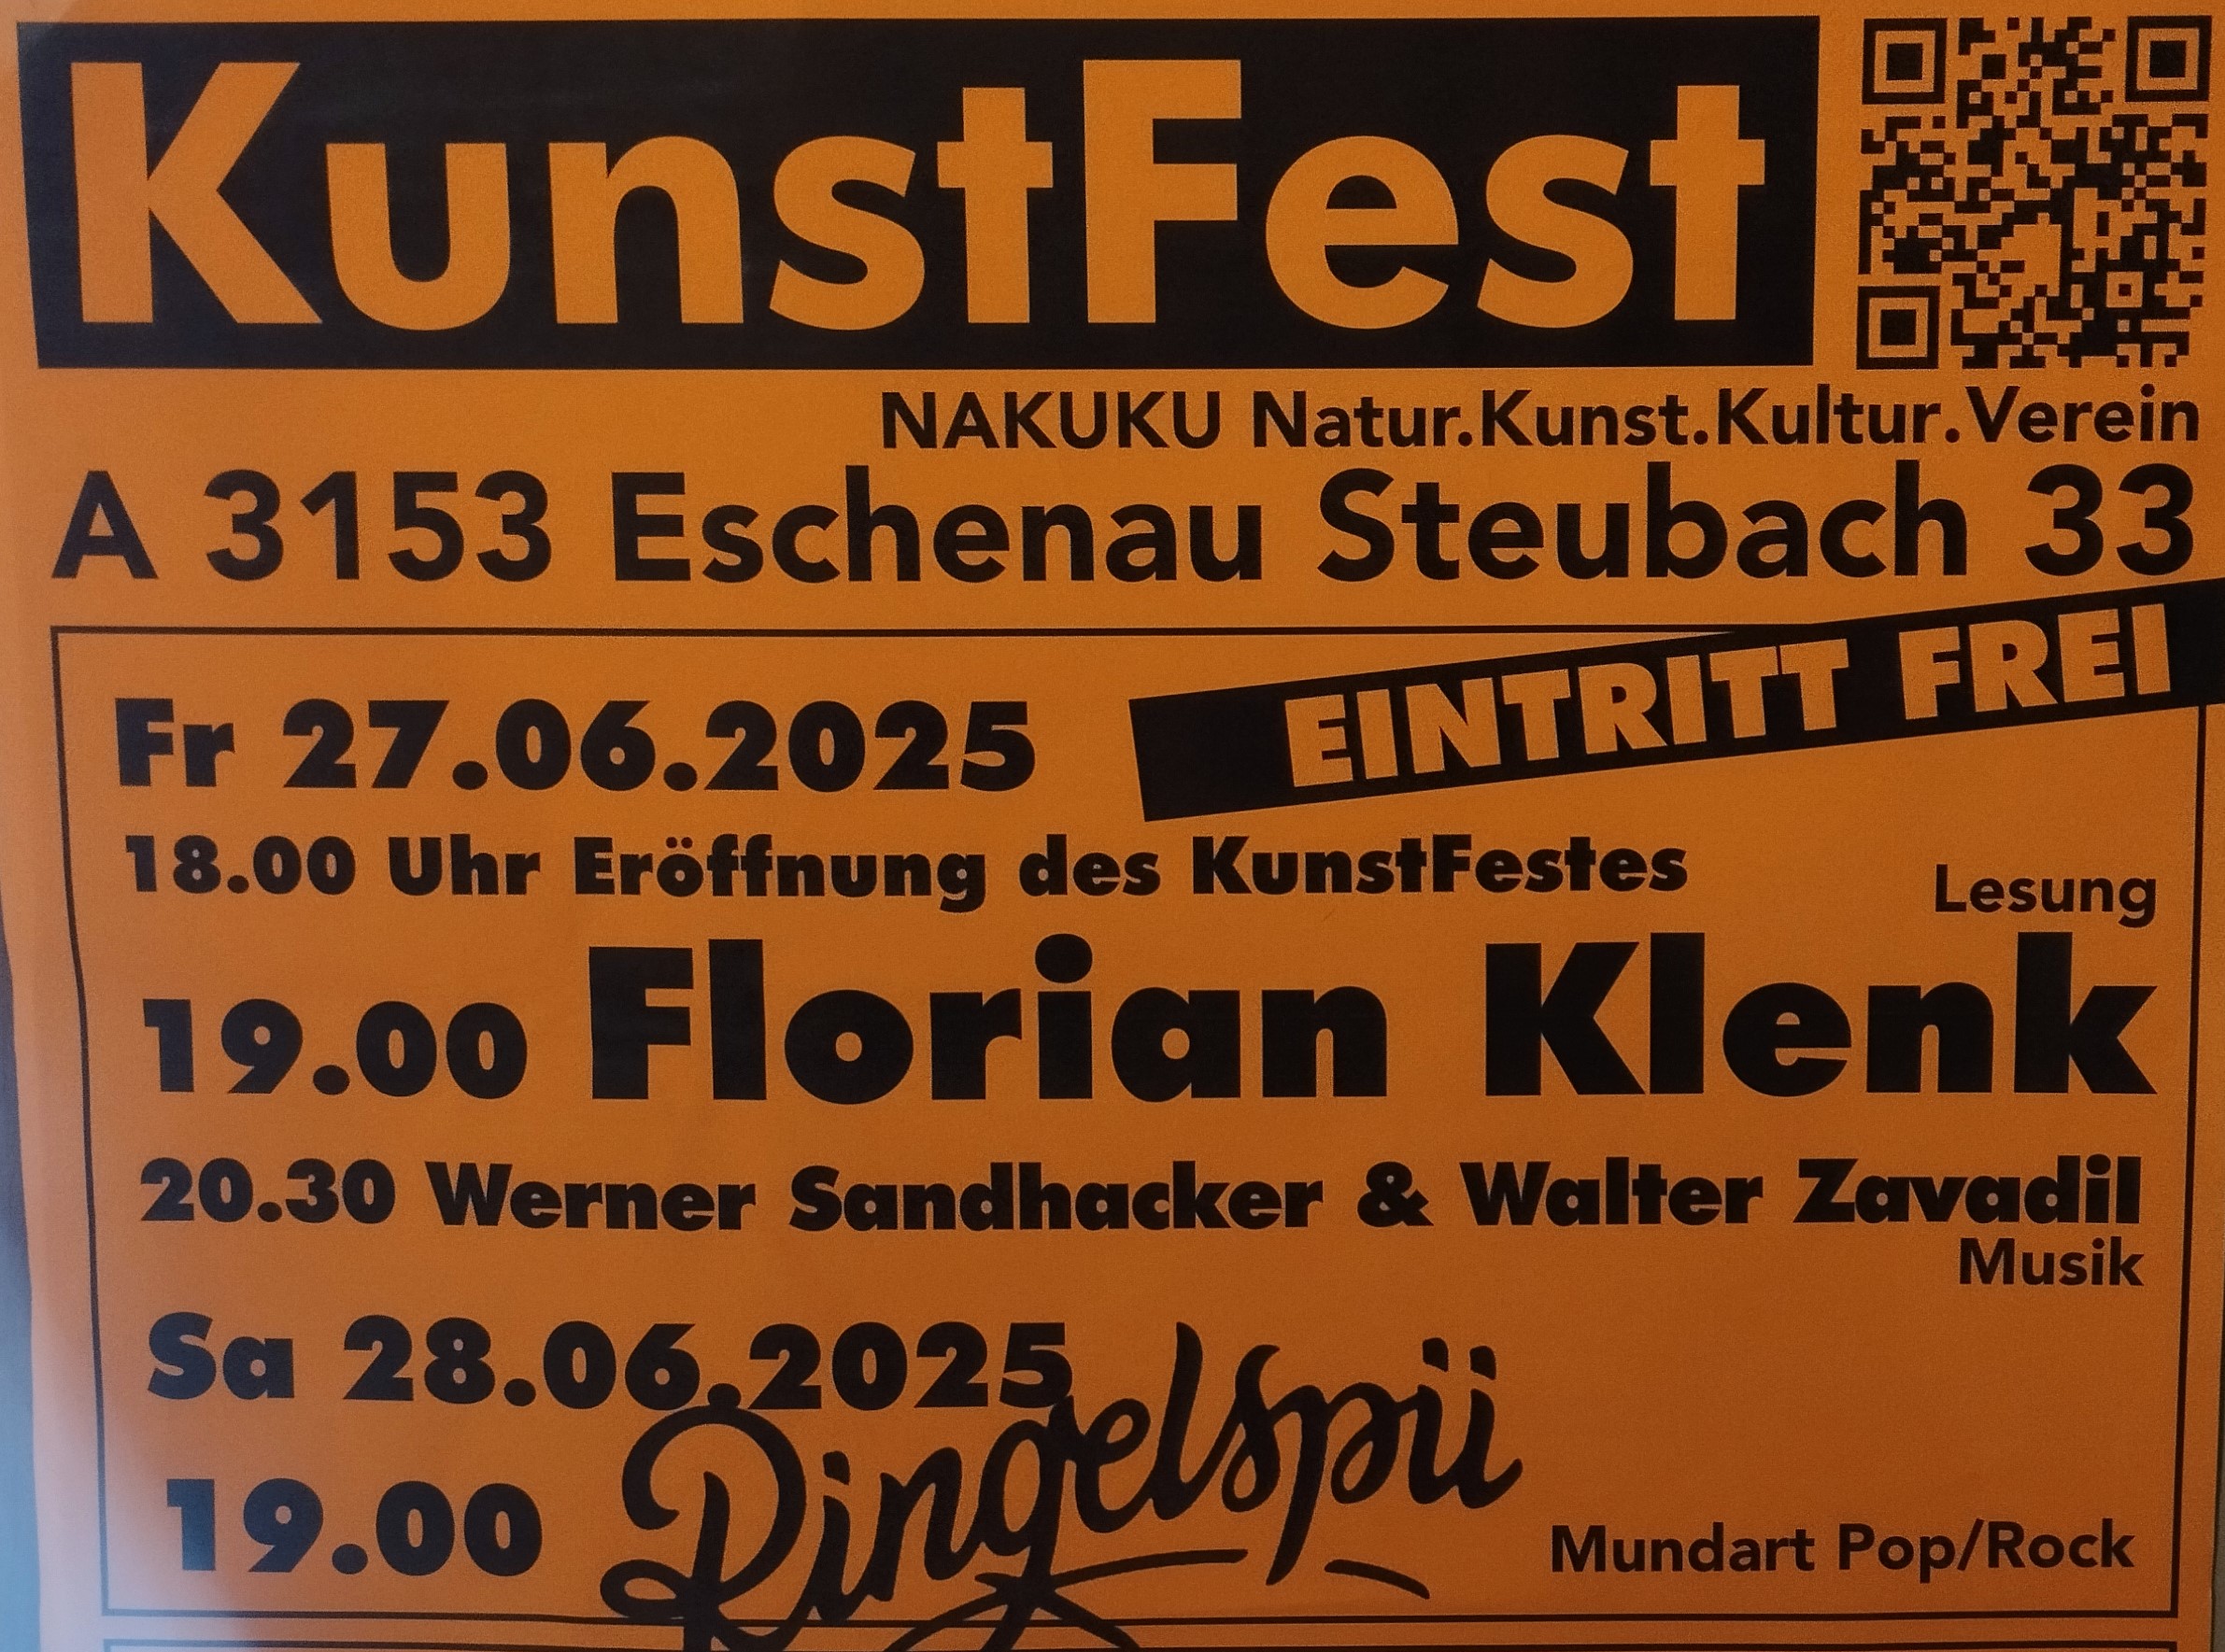 KunstFest
NAKUKU Natur.Kunst.Kultur.Verein
A 3153 Eschenau Steubach 33
EINTRITT FREI
Fr 27.06.2025
18.00 Uhr Eröffnung des KunstFestes
Lesung
19.00 Florian Klenk
20.30 Werner Sandhacker & Walter Zavadil
Musik
Sa 28.06.2025
19.00 Ringelspü
Mundart Pop/Rock